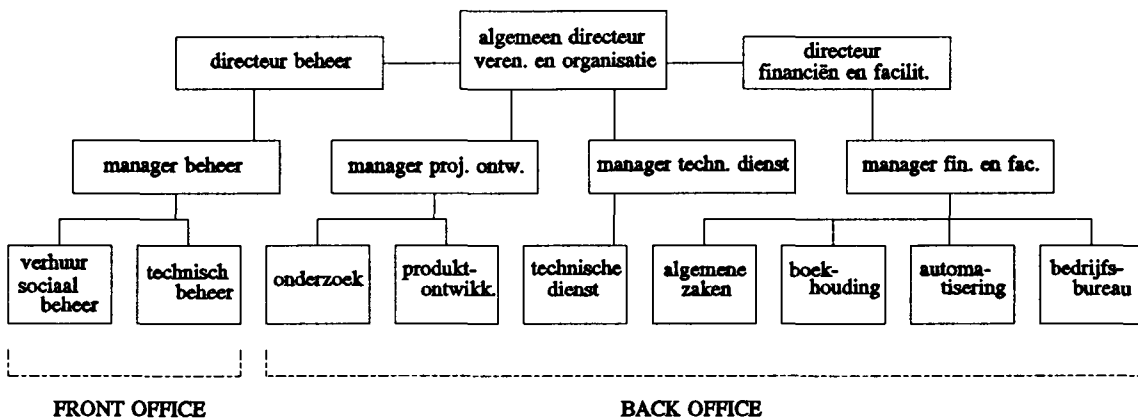 algemeen directeur
veren. en organisatie
directeur beheer
directeur
financiën en facilit.
manager beheer
manager proj. ontw.
manager techn. dienst
manager fin. en fac.
verhuur
sociaal
beheer
technisch
beheer
onderzoek
produkt-
ontwikk.
technische
dienst
algemene
zaken
boek-
houding
automa-
tisering
bedrijfs-
bureau
FRONT OFFICE
BACK OFFICE